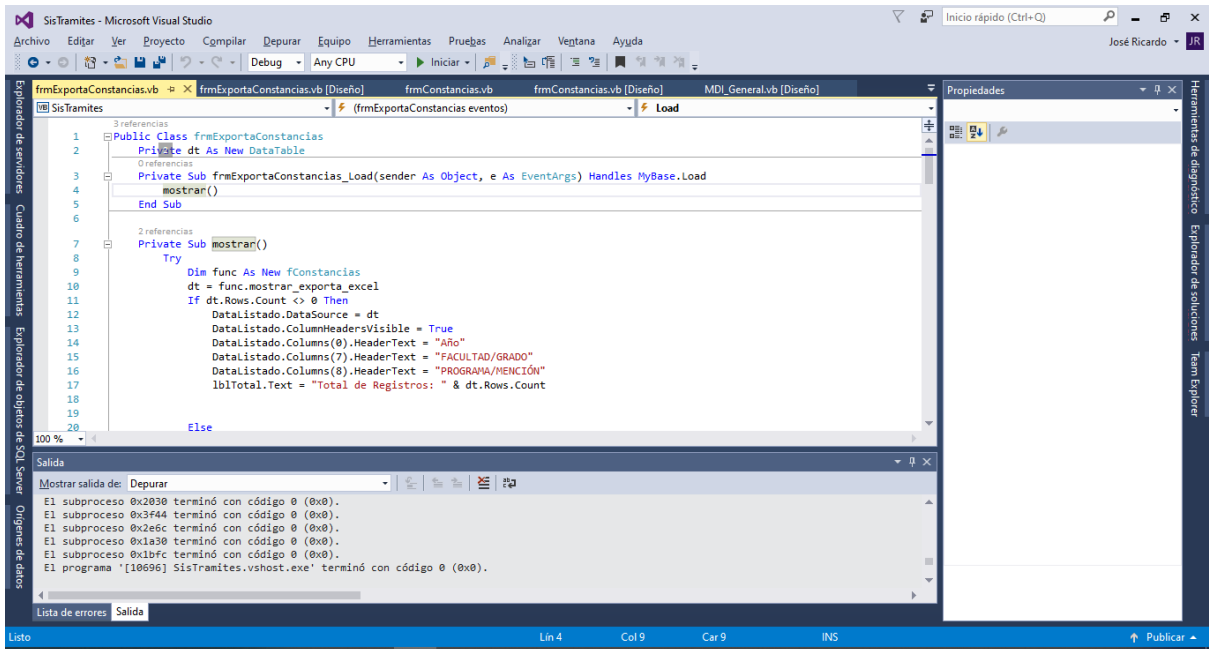 SisTramites - Microsoft Visual Studio
Inicio rápido (Ctrl+Q)
Archivo Editar Ver Proyecto Compilar Depurar Equipo Herramientas Pruebas Analizar Ventana Ayuda
José Ricardo JR
Debug Any CPU Iniciar
frmExportaConstancias.vb frmExportaConstancias.vb [Diseño] frmConstancias.vb frmConstancias.vb [Diseño] MDI_General.vb [Diseño]
Propiedades
VB SisTramites (frmExportaConstancias eventos) Load
3 referencias
1 Public Class frmExportaConstancias
2 Private dt As New DataTable
0 referencias
3 Private Sub frmExportaConstancias_Load(sender As Object, e As EventArgs) Handles MyBase.Load
4 mostrar()
5 End Sub
6
2 referencias
7 Private Sub mostrar()
8 Try
9 Dim func As New fConstancias
10 dt = func.mostrar_exporta_excel
11 If dt.Rows.Count <> 0 Then
12 DataListado.DataSource = dt
13 DataListado.ColumnHeadersVisible = True
14 DataListado.Columns(0).HeaderText = "Año"
15 DataListado.Columns(7).HeaderText = "FACULTAD/GRADO"
16 DataListado.Columns(8).HeaderText = "PROGRAMA/MENCIÓN"
17 lblTotal.Text = "Total de Registros: " & dt.Rows.Count
18
19
20 Else
100 %
Salida
Mostrar salida de: Depurar
El subproceso 0x2030 terminó con código 0 (0x0).
El subproceso 0x3f44 terminó con código 0 (0x0).
El subproceso 0x2e6c terminó con código 0 (0x0).
El subproceso 0x1a30 terminó con código 0 (0x0).
El subproceso 0x1bfc terminó con código 0 (0x0).
El programa '[10696] SisTramites.vshost.exe' terminó con código 0 (0x0).
Lista de errores Salida
Listo Lín 4 Col 9 Car 9 INS Publicar
Explorador de servidores
Cuadro de herramientas
Explorador de objetos de SQL Server
Orígenes de datos
Herramientas de diagnóstico
Explorador de soluciones
Team Explorer